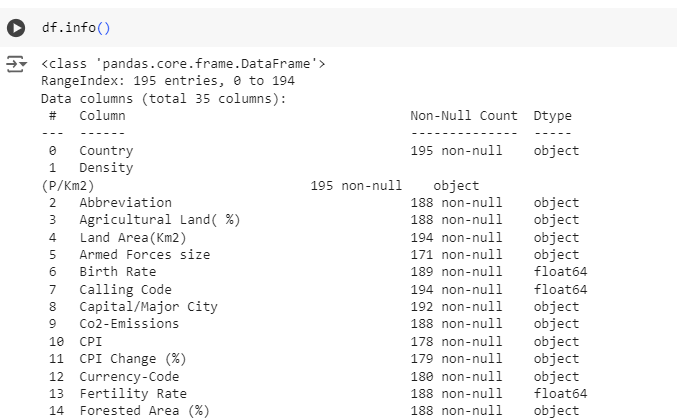 df.info()
<class 'pandas.core.frame.DataFrame'>
RangeIndex: 195 entries, 0 to 194
Data columns (total 35 columns):
 #   Column                                     Non-Null Count  Dtype
---  ------                                     --------------  -----
 0   Country                                    195 non-null    object
 1   Density
(P/Km2)                          195 non-null    object
 2   Abbreviation                               188 non-null    object
 3   Agricultural Land( %)                      188 non-null    object
 4   Land Area(Km2)                             194 non-null    object
 5   Armed Forces size                          171 non-null    object
 6   Birth Rate                                 189 non-null    float64
 7   Calling Code                               194 non-null    float64
 8   Capital/Major City                         192 non-null    object
 9   Co2-Emissions                              188 non-null    object
 10  CPI                                        178 non-null    object
 11  CPI Change (%)                             179 non-null    object
 12  Currency-Code                              180 non-null    object
 13  Fertility Rate                             188 non-null    float64
 14  Forested Area (%)                          188 non-null    object